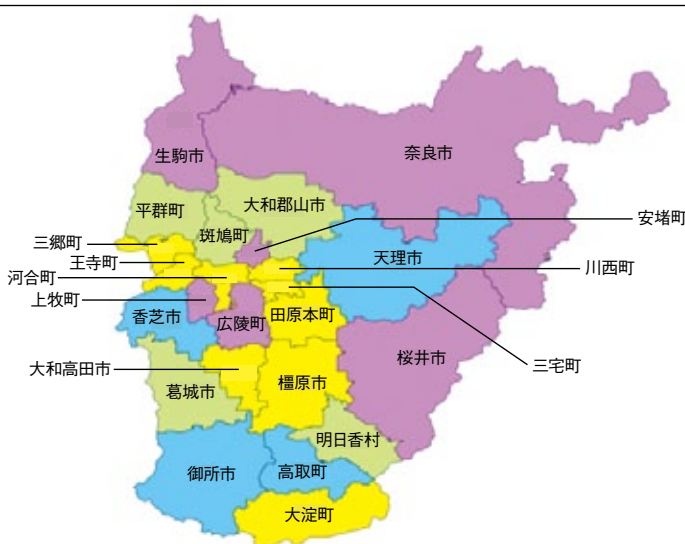 生駒市
奈良市
平群町
大和郡山市
安堵町
斑鳩町
三郷町
王寺町
天理市
川西町
河合町
上牧町
香芝市
広陵町
田原本町
桜井市
三宅町
大和高田市
葛城市
橿原市
明日香村
御所市
高取町
大淀町